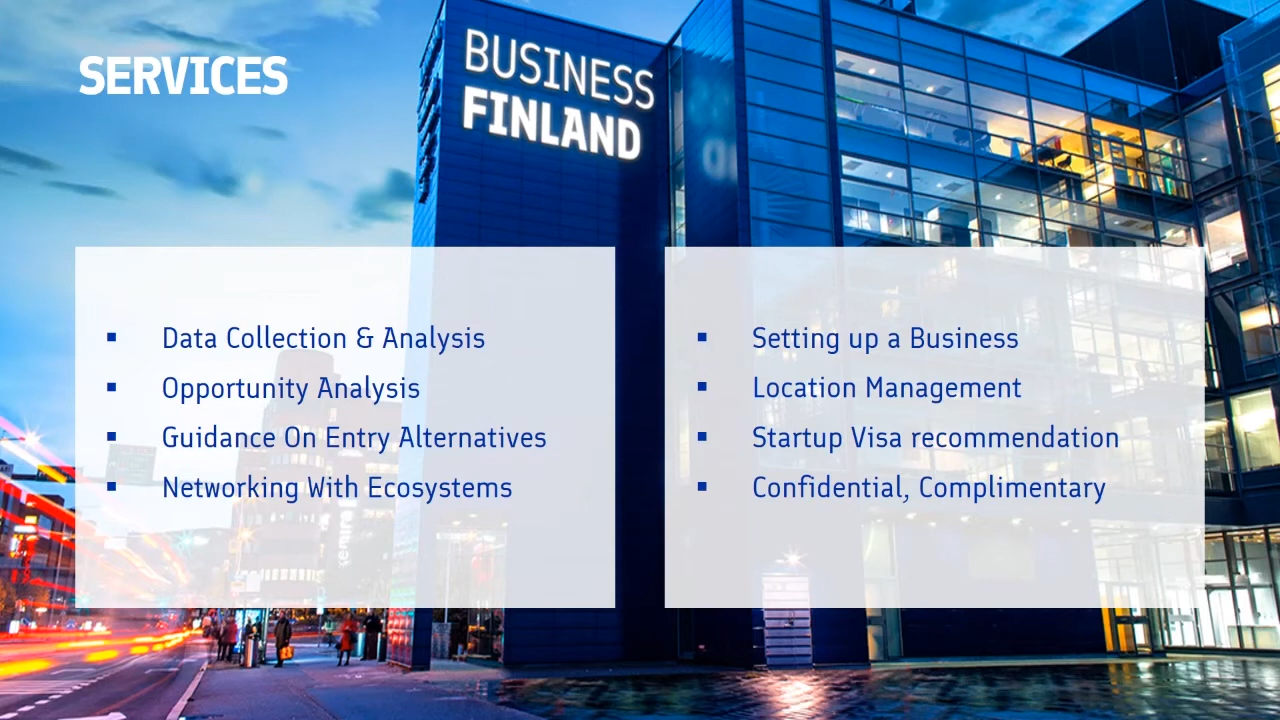 SERVICES
BUSINESS
FINLAND
▪ Data Collection & Analysis
▪ Opportunity Analysis
▪ Guidance On Entry Alternatives
▪ Networking With Ecosystems
▪ Setting up a Business
▪ Location Management
▪ Startup Visa recommendation
▪ Confidential, Complimentary